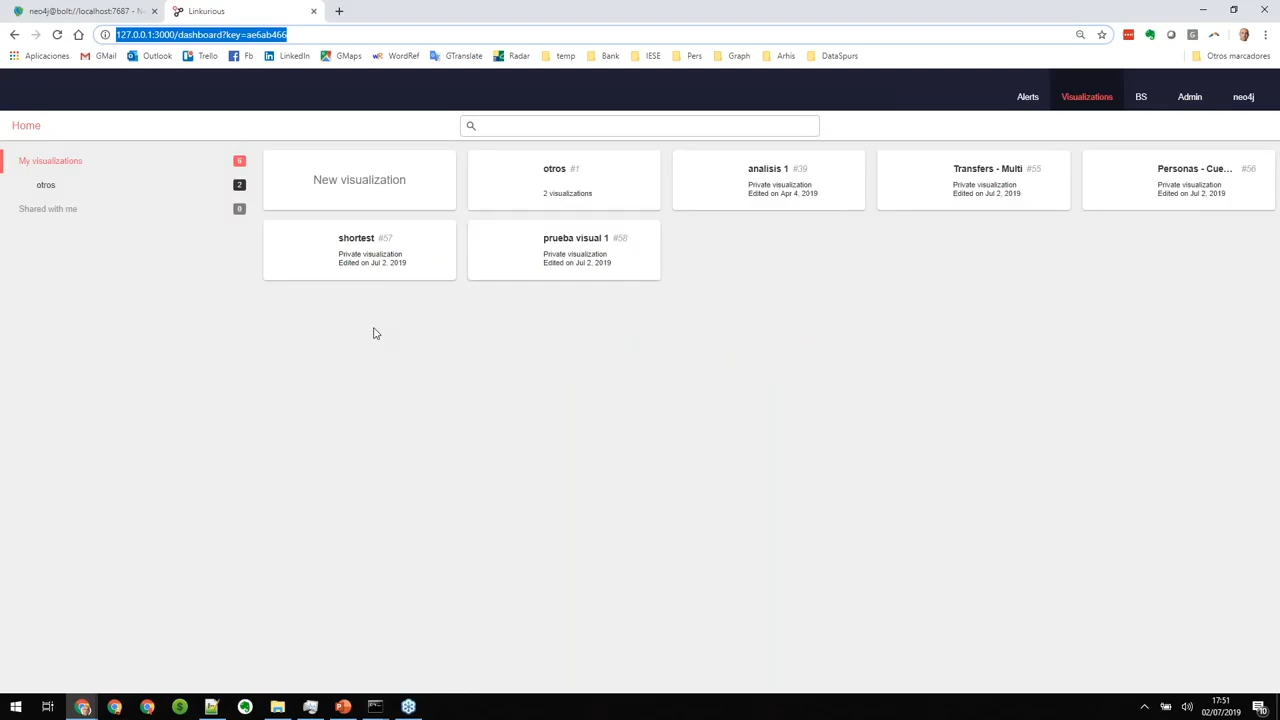 neo4j@bolt://localhost:7687 - N
Linkurious
127.0.0.1:3000/dashboard?key=ae6ab466
Aplicaciones
GMail
Outlook
Trello
Fb
LinkedIn
GMaps
WordRef
GTranslate
Radar
temp
Bank
IESE
Pers
Graph
Arhis
DataSpurs
Otros marcadores
Alerts
Visualizations
BS
Admin
neo4j
Home
My visualizations
otros 2
Shared with me 0
New visualization
otros #1
2 visualizations
analisis 1 #39
Private visualization
Edited on Apr 4, 2019
Transfers - Multi #55
Private visualization
Edited on Jul 2, 2019
Personas - Cue... #56
Private visualization
Edited on Jul 2, 2019
shortest #57
Private visualization
Edited on Jul 2, 2019
prueba visual 1 #58
Private visualization
Edited on Jul 2, 2019
17:51
02/07/2019